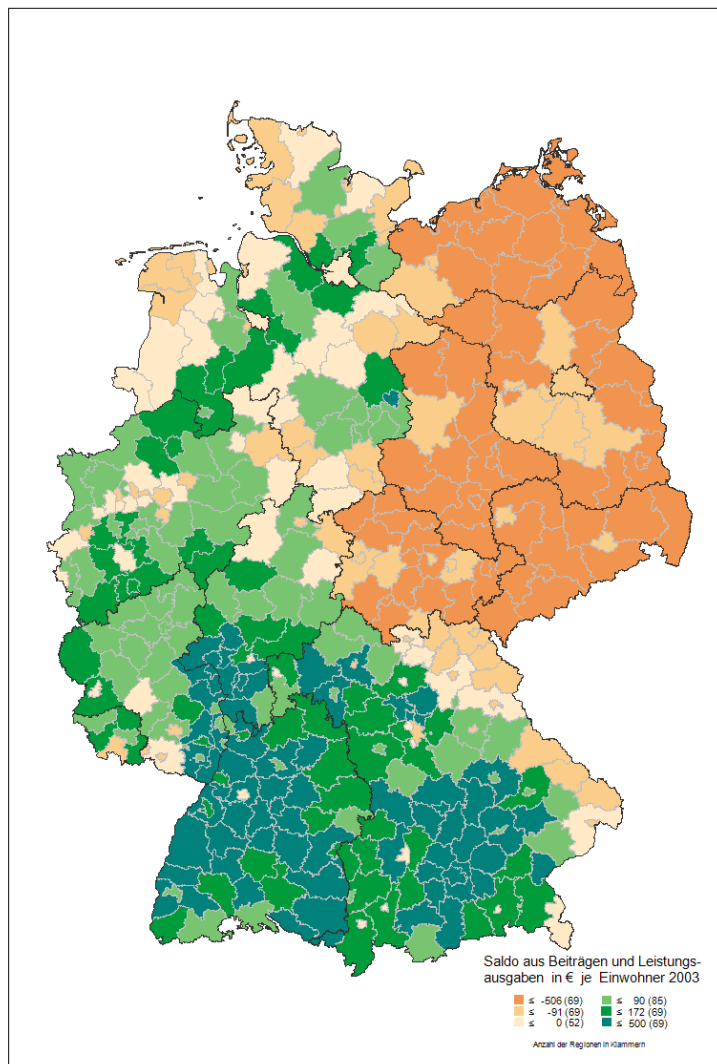 Saldo aus Beiträgen und Leistungs-
ausgaben in € je Einwohner 2003
≤ -506 (69) ≤ 90 (85)
≤ -91 (69) ≤ 172 (69)
≤ 0 (52) ≤ 500 (69)
Anzahl der Regionen in Klammern